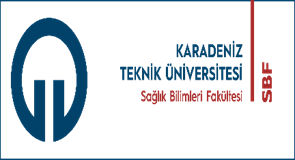 KARADENİZ
TEKNİK ÜNİVERSİTESİ
Sağlık Bilimleri Fakültesi
SBF